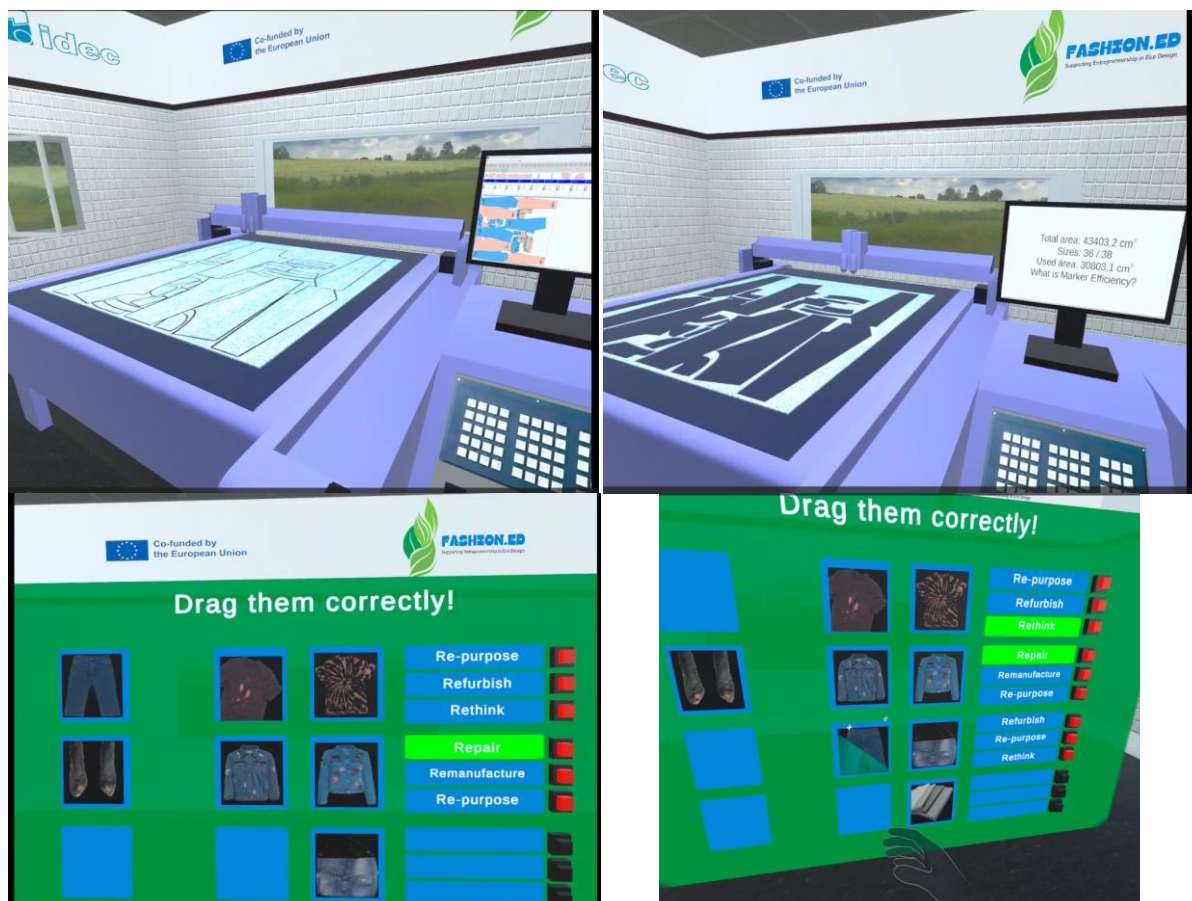 idec
Co-funded by
the European Union
ec
Co-funded by
the European Union
FASHION.ED
Supporting Entrepreneurship in Eco Design
Total area: 43403,2 cm²
Sizes: 36 / 38
Used área: 30803,1 cm²
What is Marker Efficiency?
Co-funded by
the European Union
FASHION.ED
Supporting Entrepreneurship in Eco Design
Drag them correctly!
Re-purpose
Refurbish
Rethink
Repair
Remanufacture
Re-purpose
Drag them correctly!
Re-purpose
Refurbish
Rethink
Repair
Remanufacture
Re-purpose
Refurbish
Re-purpose
Rethink